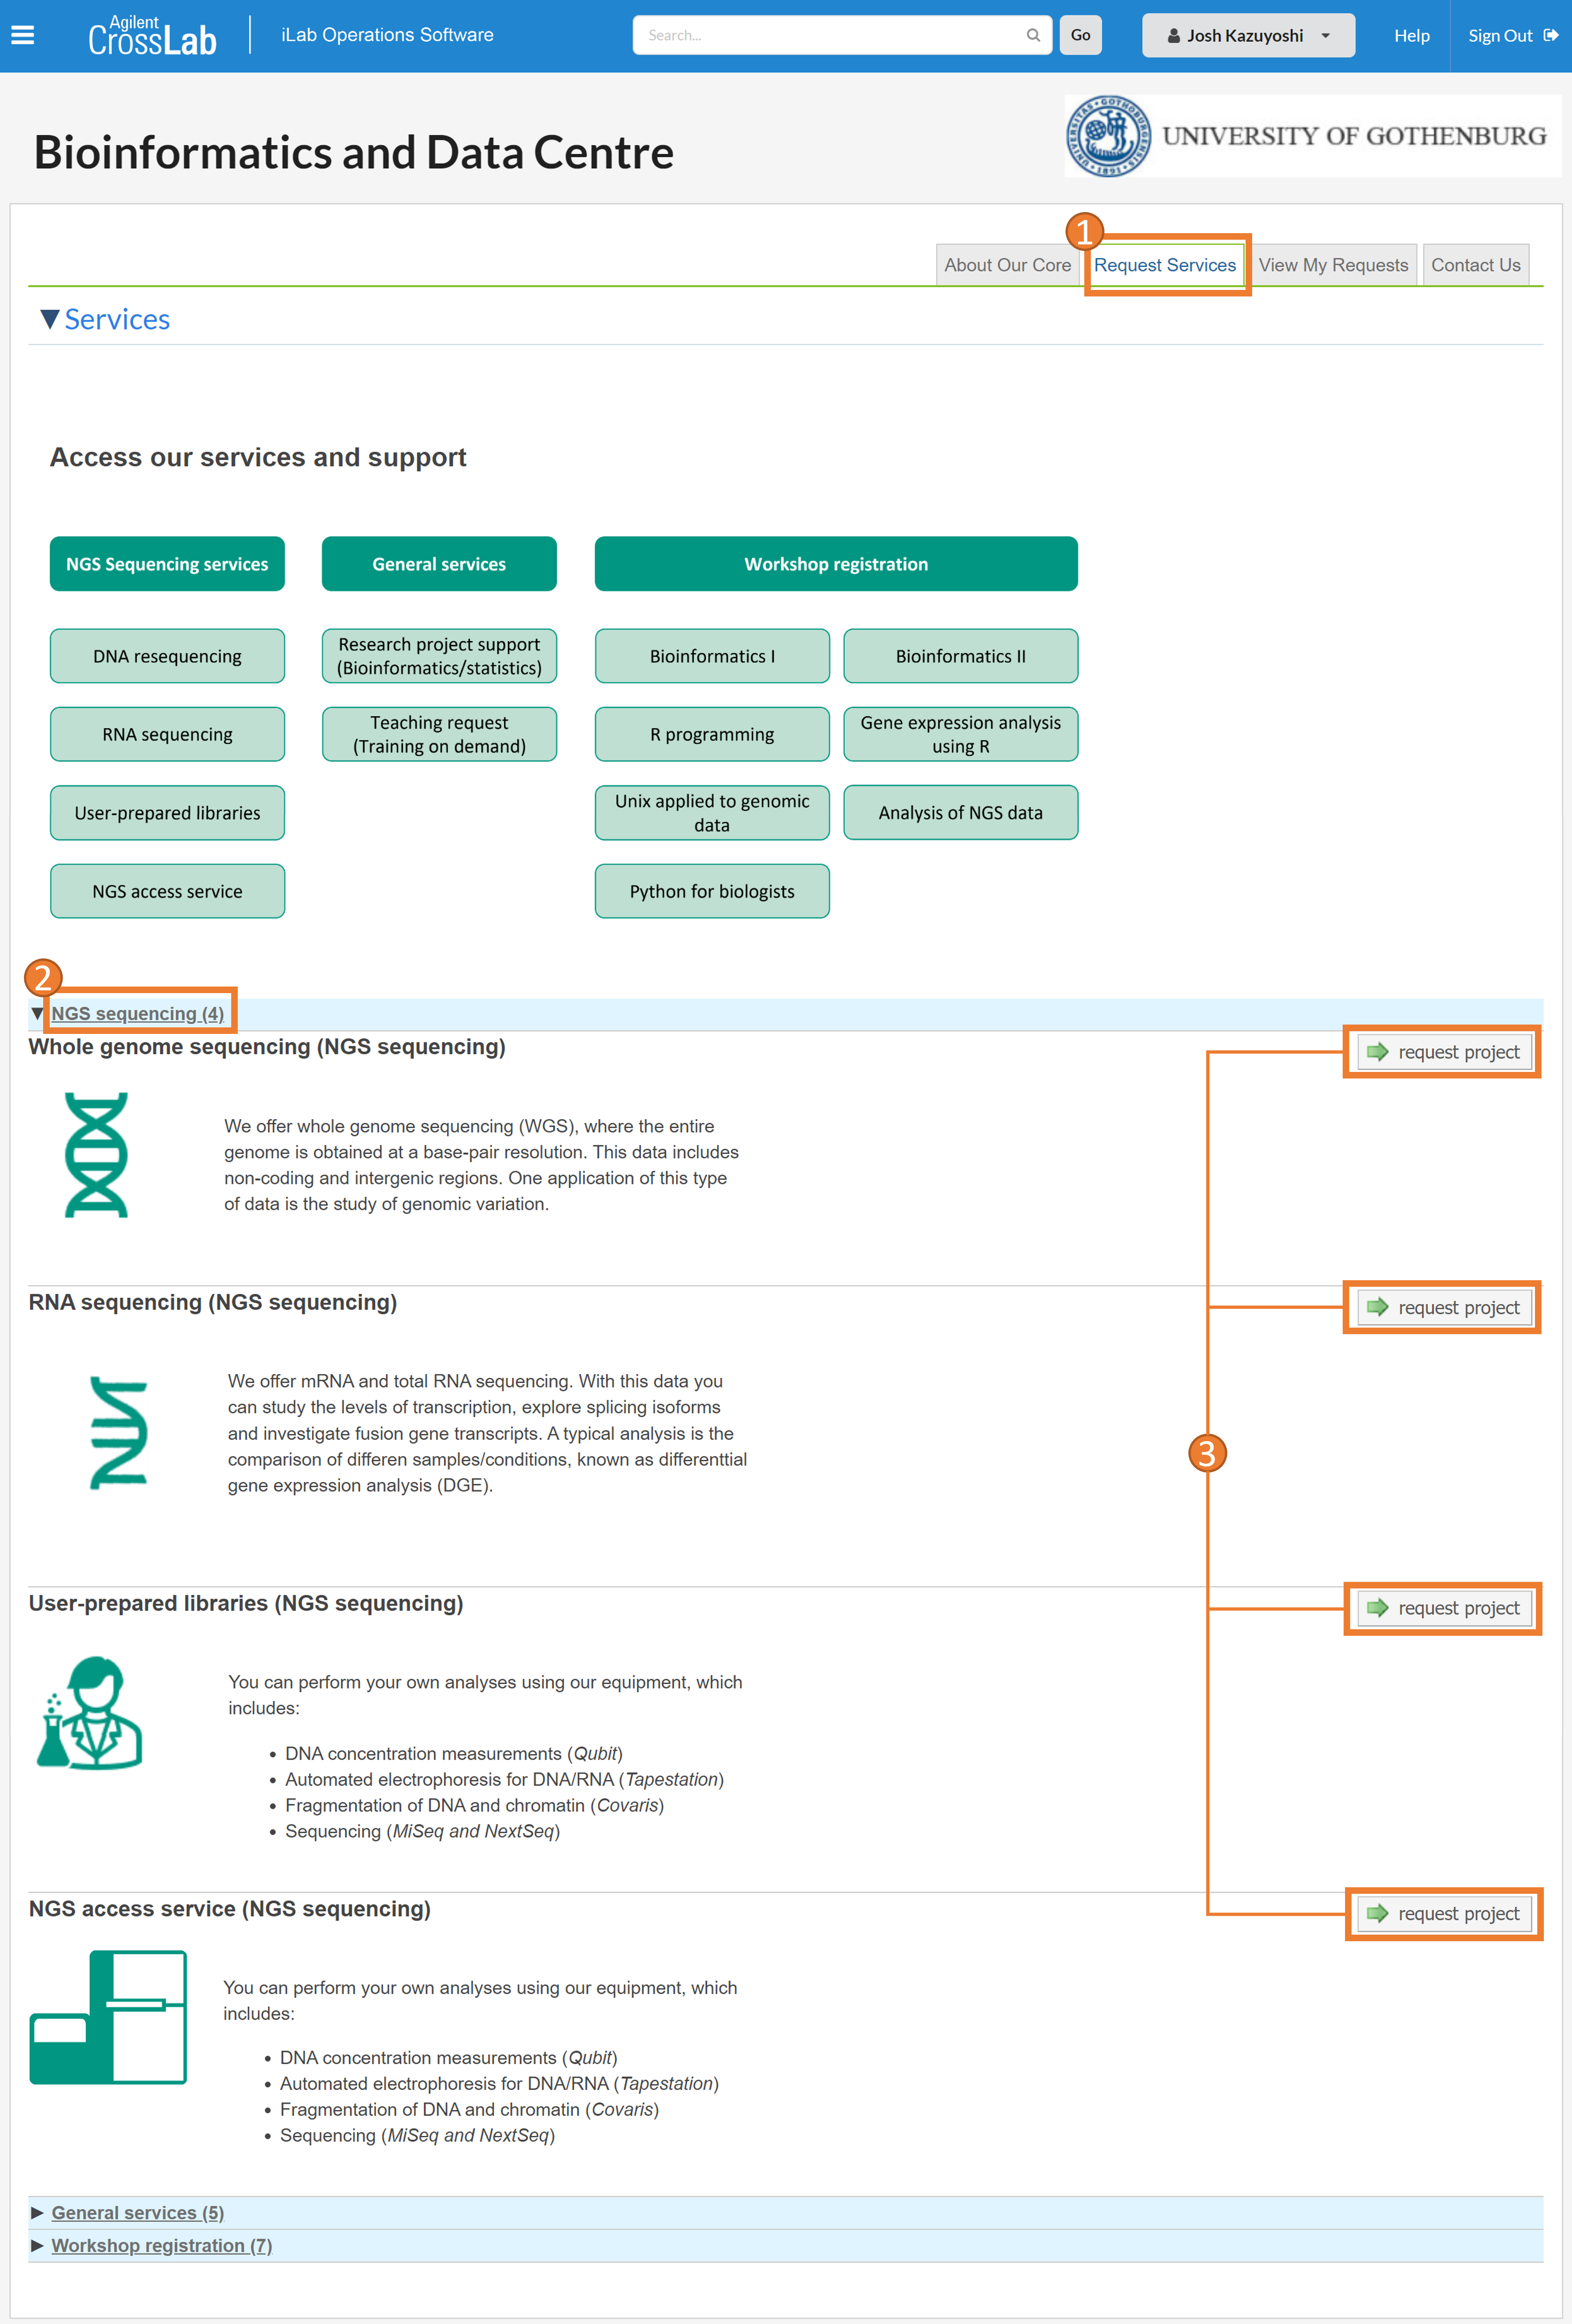 Agilent
CrossLab
iLab Operations Software
Search...
Go
Josh Kazuyoshi
Help
Sign Out
Bioinformatics and Data Centre
UNIVERSITAS · GOTHOBURGENSIS · 1891
UNIVERSITY OF GOTHENBURG
1
About Our Core
Request Services
View My Requests
Contact Us
Services
Access our services and support
NGS Sequencing services
General services
Workshop registration
DNA resequencing
Research project support
(Bioinformatics/statistics)
Bioinformatics I
Bioinformatics II
RNA sequencing
Teaching request
(Training on demand)
R programming
Gene expression analysis
using R
User-prepared libraries
Unix applied to genomic
data
Analysis of NGS data
NGS access service
Python for biologists
2
NGS sequencing (4)
Whole genome sequencing (NGS sequencing)
request project
We offer whole genome sequencing (WGS), where the entire
genome is obtained at a base-pair resolution. This data includes
non-coding and intergenic regions. One application of this type
of data is the study of genomic variation.
RNA sequencing (NGS sequencing)
request project
We offer mRNA and total RNA sequencing. With this data you
can study the levels of transcription, explore splicing isoforms
and investigate fusion gene transcripts. A typical analysis is the
comparison of differen samples/conditions, known as differenttial
gene expression analysis (DGE).
3
User-prepared libraries (NGS sequencing)
request project
You can perform your own analyses using our equipment, which
includes:
• DNA concentration measurements (Qubit)
• Automated electrophoresis for DNA/RNA (Tapestation)
• Fragmentation of DNA and chromatin (Covaris)
• Sequencing (MiSeq and NextSeq)
NGS access service (NGS sequencing)
request project
You can perform your own analyses using our equipment, which
includes:
• DNA concentration measurements (Qubit)
• Automated electrophoresis for DNA/RNA (Tapestation)
• Fragmentation of DNA and chromatin (Covaris)
• Sequencing (MiSeq and NextSeq)
General services (5)
Workshop registration (7)